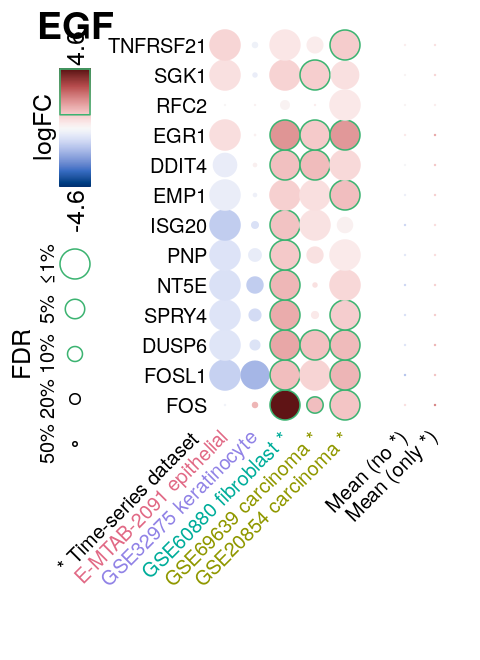 EGF
4.6
logFC
-4.6
FDR
≤1%
5%
10%
20%
50%
TNFRSF21
SGK1
RFC2
EGR1
DDIT4
EMP1
ISG20
PNP
NT5E
SPRY4
DUSP6
FOSL1
FOS
* Time-series dataset
E-MTAB-2091 epithelial
GSE32975 keratinocyte
GSE60880 fibroblast *
GSE69639 carcinoma *
GSE20854 carcinoma *
Mean (no *)
Mean (only *)